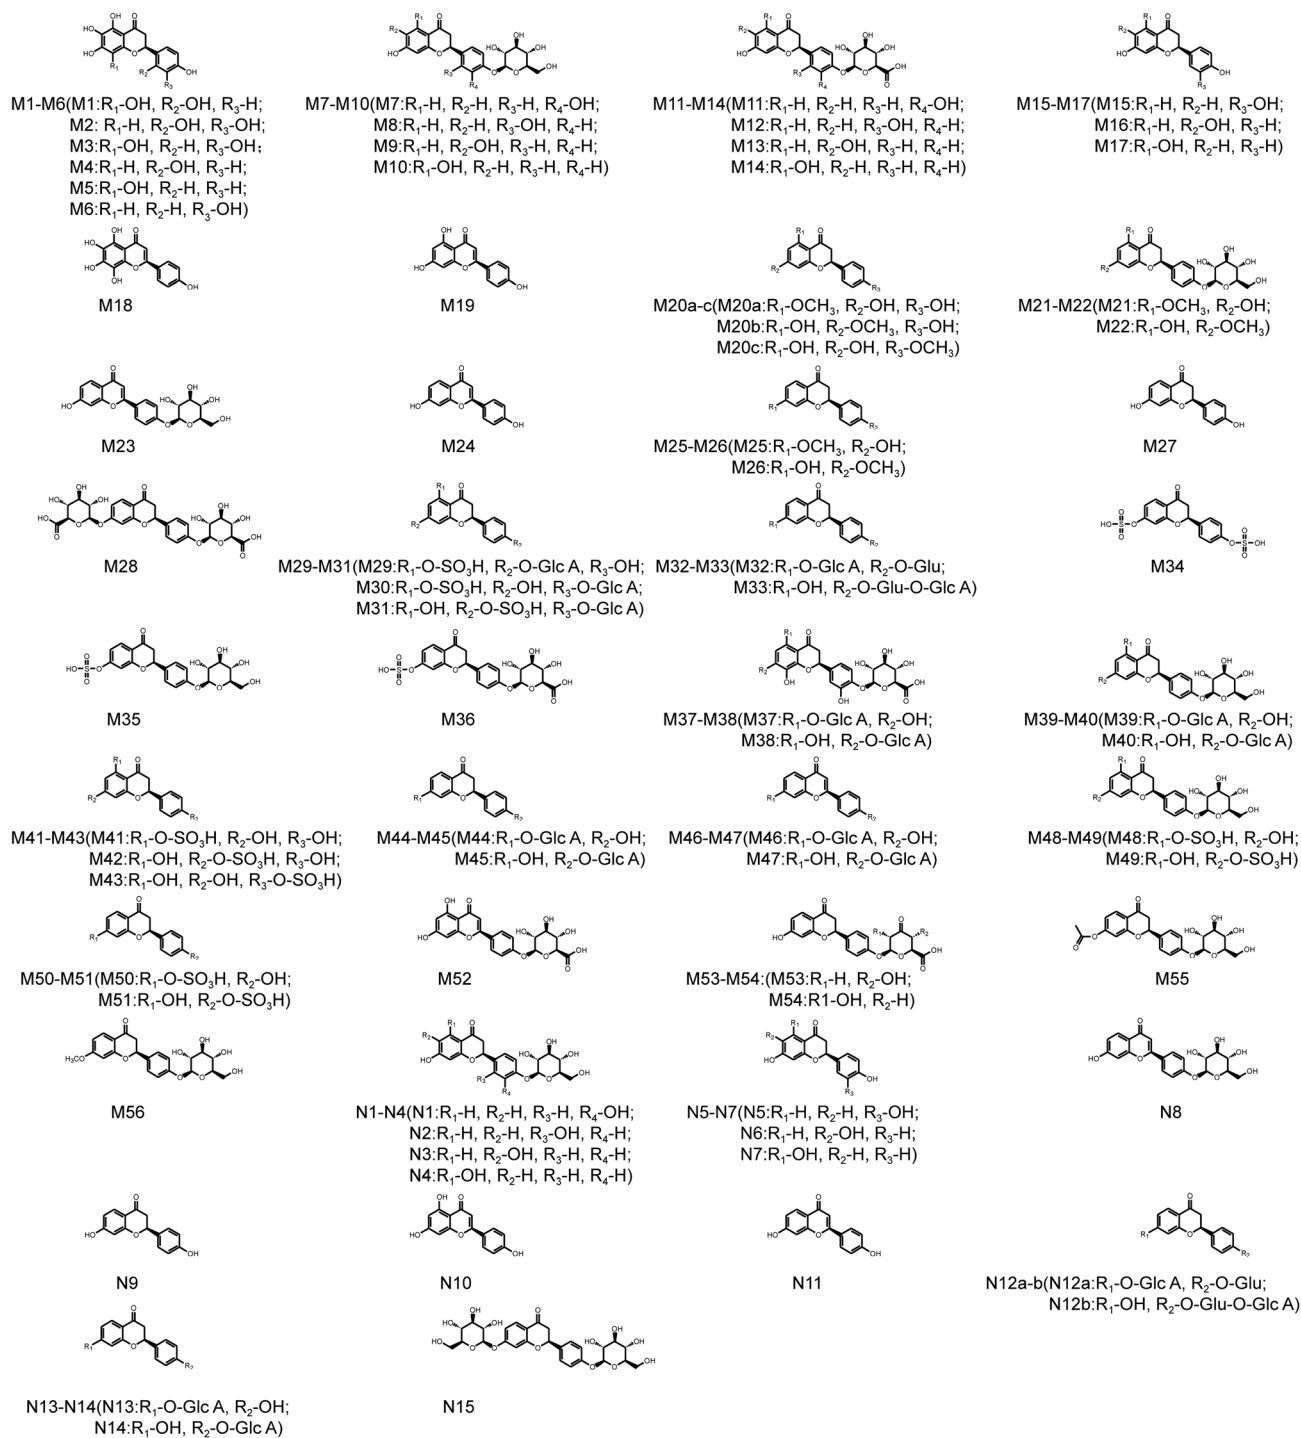 M1-M6(M1:R₁-OH, R₂-OH, R₃-H;
M2: R₁-H, R₂-OH, R₃-OH;
M3:R₁-OH, R₂-H, R₃-OH;
M4:R₁-H, R₂-OH, R₃-H;
M5:R₁-OH, R₂-H, R₃-H;
M6:R₁-H, R₂-H, R₃-OH)
M7-M10(M7:R₁-H, R₂-H, R₃-H, R₄-OH;
M8:R₁-H, R₂-H, R₃-OH, R₄-H;
M9:R₁-H, R₂-OH, R₃-H, R₄-H;
M10:R₁-OH, R₂-H, R₃-H, R₄-H)
M11-M14(M11:R₁-H, R₂-H, R₃-H, R₄-OH;
M12:R₁-H, R₂-H, R₃-OH, R₄-H;
M13:R₁-H, R₂-OH, R₃-H, R₄-H;
M14:R₁-OH, R₂-H, R₃-H, R₄-H)
M15-M17(M15:R₁-H, R₂-H, R₃-OH;
M16:R₁-H, R₂-OH, R₃-H;
M17:R₁-OH, R₂-H, R₃-H)
M18
M19
M20a-c(M20a:R₁-OCH₃, R₂-OH, R₃-OH;
M20b:R₁-OH, R₂-OCH₃, R₃-OH;
M20c:R₁-OH, R₂-OH, R₃-OCH₃)
M21-M22(M21:R₁-OCH₃, R₂-OH;
M22:R₁-OH, R₂-OCH₃)
M23
M24
M25-M26(M25:R₁-OCH₃, R₂-OH;
M26:R₁-OH, R₂-OCH₃)
M27
M28
M29-M31(M29:R₁-O-SO₃H, R₂-O-Glc A, R₃-OH;
M30:R₁-O-SO₃H, R₂-OH, R₃-O-Glc A;
M31:R₁-OH, R₂-O-SO₃H, R₃-O-Glc A)
M32-M33(M32:R₁-O-Glc A, R₂-O-Glu;
M33:R₁-OH, R₂-O-Glu-O-Glc A)
M34
M35
M36
M37-M38(M37:R₁-O-Glc A, R₂-OH;
M38:R₁-OH, R₂-O-Glc A)
M39-M40(M39:R₁-O-Glc A, R₂-OH;
M40:R₁-OH, R₂-O-Glc A)
M41-M43(M41:R₁-O-SO₃H, R₂-OH, R₃-OH;
M42:R₁-OH, R₂-O-SO₃H, R₃-OH;
M43:R₁-OH, R₂-OH, R₃-O-SO₃H)
M44-M45(M44:R₁-O-Glc A, R₂-OH;
M45:R₁-OH, R₂-O-Glc A)
M46-M47(M46:R₁-O-Glc A, R₂-OH;
M47:R₁-OH, R₂-O-Glc A)
M48-M49(M48:R₁-O-SO₃H, R₂-OH;
M49:R₁-OH, R₂-O-SO₃H)
M50-M51(M50:R₁-O-SO₃H, R₂-OH;
M51:R₁-OH, R₂-O-SO₃H)
M52
M53-M54:(M53:R₁-H, R₂-OH;
M54:R1-OH, R₂-H)
M55
M56
N1-N4(N1:R₁-H, R₂-H, R₃-H, R₄-OH;
N2:R₁-H, R₂-H, R₃-OH, R₄-H;
N3:R₁-H, R₂-OH, R₃-H, R₄-H;
N4:R₁-OH, R₂-H, R₃-H, R₄-H)
N5-N7(N5:R₁-H, R₂-H, R₃-OH;
N6:R₁-H, R₂-OH, R₃-H;
N7:R₁-OH, R₂-H, R₃-H)
N8
N9
N10
N11
N12a-b(N12a:R₁-O-Glc A, R₂-O-Glu;
N12b:R₁-OH, R₂-O-Glu-O-Glc A)
N13-N14(N13:R₁-O-Glc A, R₂-OH;
N14:R₁-OH, R₂-O-Glc A)
N15